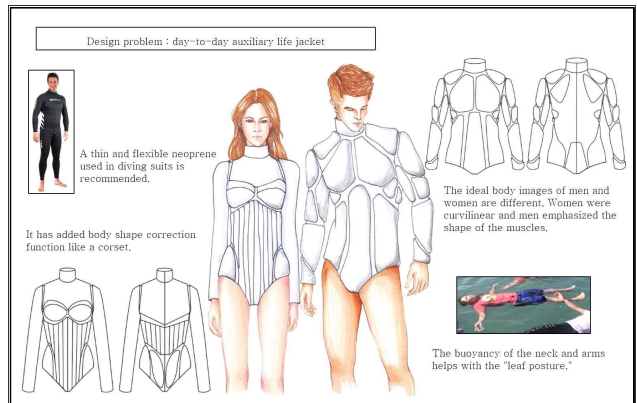 Design problem : day-to-day auxiliary life jacket
A thin and flexible neoprene
used in diving suits is
recommended.
It has added body shape correction
function like a corset.
The ideal body images of men and
women are different. Women were
curvilinear and men emphasized the
shape of the muscles.
The buoyancy of the neck and arms
helps with the "leaf posture."